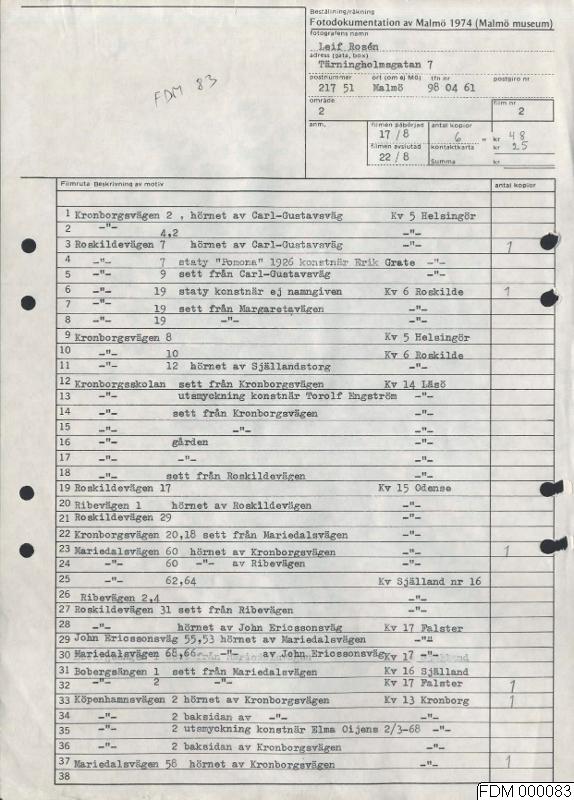 Beställning/räkning
Fotodokumentation av Malmö 1974 (Malmö museum)
fotografens namn
Leif Rosén
adress (gata, box)
Tärningholmsgatan 7
postnummer ort (om ej Mö) tfn nr postgiro nr
217 51 Malmö 98 04 61
område film nr
2 2
anm. filmen påbörjad antal kopior
17/8 6 = kr 48
filmen avslutad kontaktkarta kr 25
22/8 Summa kr
FDM 83
Filmruta Beskrivning av motiv antal kopior
1 Kronborgsvägen 2 , hörnet av Carl-Gustavsväg Kv 5 Helsingör
2 -"- 4,2 -"-
3 Roskildevägen 7 hörnet av Carl-Gustavsväg -"- 1
4 -"- 7 staty "Pomona" 1926 konstnär Erik Grate -"-
5 -"- 9 sett från Carl-Gustavsväg -"-
6 -"- 19 staty konstnär ej namngiven Kv 6 Roskilde 1
7 -"- 19 sett från Margaretavägen -"-
8 -"- 19 -"- -"-
9 Kronborgsvägen 8 Kv 5 Helsingör
10 -"- 10 Kv 6 Roskilde
11 -"- 12 hörnet av Själlandstorg -"-
12 Kronborgsskolan sett från Kronborgsvägen Kv 14 Läsö
13 -"- utsmyckning konstnär Torolf Engström -"-
14 -"- sett från Kronborgsvägen -"-
15 -"- -"- -"-
16 -"- gården -"-
17 -"- -"- -"-
18 -"- sett från Roskildevägen -"-
19 Roskildevägen 17 Kv 15 Odense
20 Ribevägen 1 hörnet av Roskildevägen -"-
21 Roskildevägen 29 -"-
22 Kronborgsvägen 20,18 sett från Mariedalsvägen -"-
23 Mariedalsvägen 60 hörnet av Kronborgsvägen -"- 1
24 -"- 60 -"- av Ribevägen -"-
25 -"- 62,64 Kv Själland nr 16
26 Ribevägen 2,4 -"-
27 Roskildevägen 31 sett från Ribevägen -"-
28 -"- hörnet av John Ericssonsväg Kv 17 Falster
29 John Ericssonsväg 55,53 hörnet av Mariedalsvägen -"-
30 Mariedalsvägen 68,66 -"- av John Ericssonsväg Kv 17 -"-
31 Bobergsängen 1 sett från Mariedalsvägen Kv 16 Själland
32 -"- 2 -"- Kv 17 Falster 1
33 Köpenhamnsvägen 2 hörnet av Kronborgsvägen Kv 13 Kronborg 1
34 -"- 2 baksidan av -"- -"-
35 -"- 2 utsmyckning konstnär Elma Oijens 2/3-68 -"-
36 -"- 2 baksidan av Kronborgsvägen -"-
37 Mariedalsvägen 58 hörnet av Kronborgsvägen -"- 1
38
FDM 000083